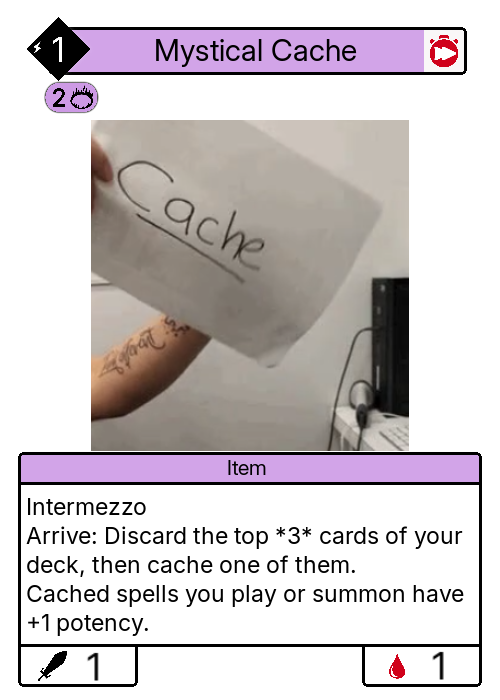 1 Mystical Cache
2
Cache
Item
Intermezzo
Arrive: Discard the top *3* cards of your
deck, then cache one of them.
Cached spells you play or summon have
+1 potency.
1 1